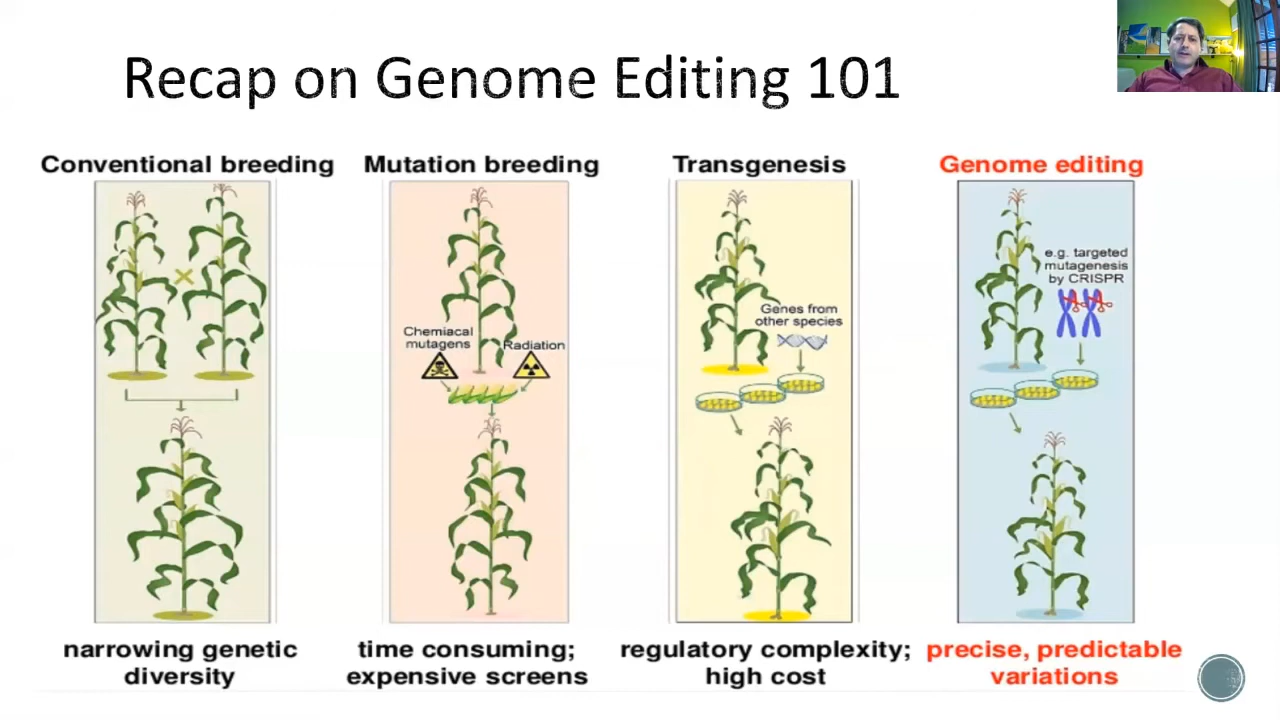 Recap on Genome Editing 101
Conventional breeding
narrowing genetic
diversity
Mutation breeding
Chemiacal
mutagens
Radiation
time consuming;
expensive screens
Transgenesis
Genes from
other species
regulatory complexity;
high cost
Genome editing
e.g. targeted
mutagenesis
by CRISPR
precise, predictable
variations